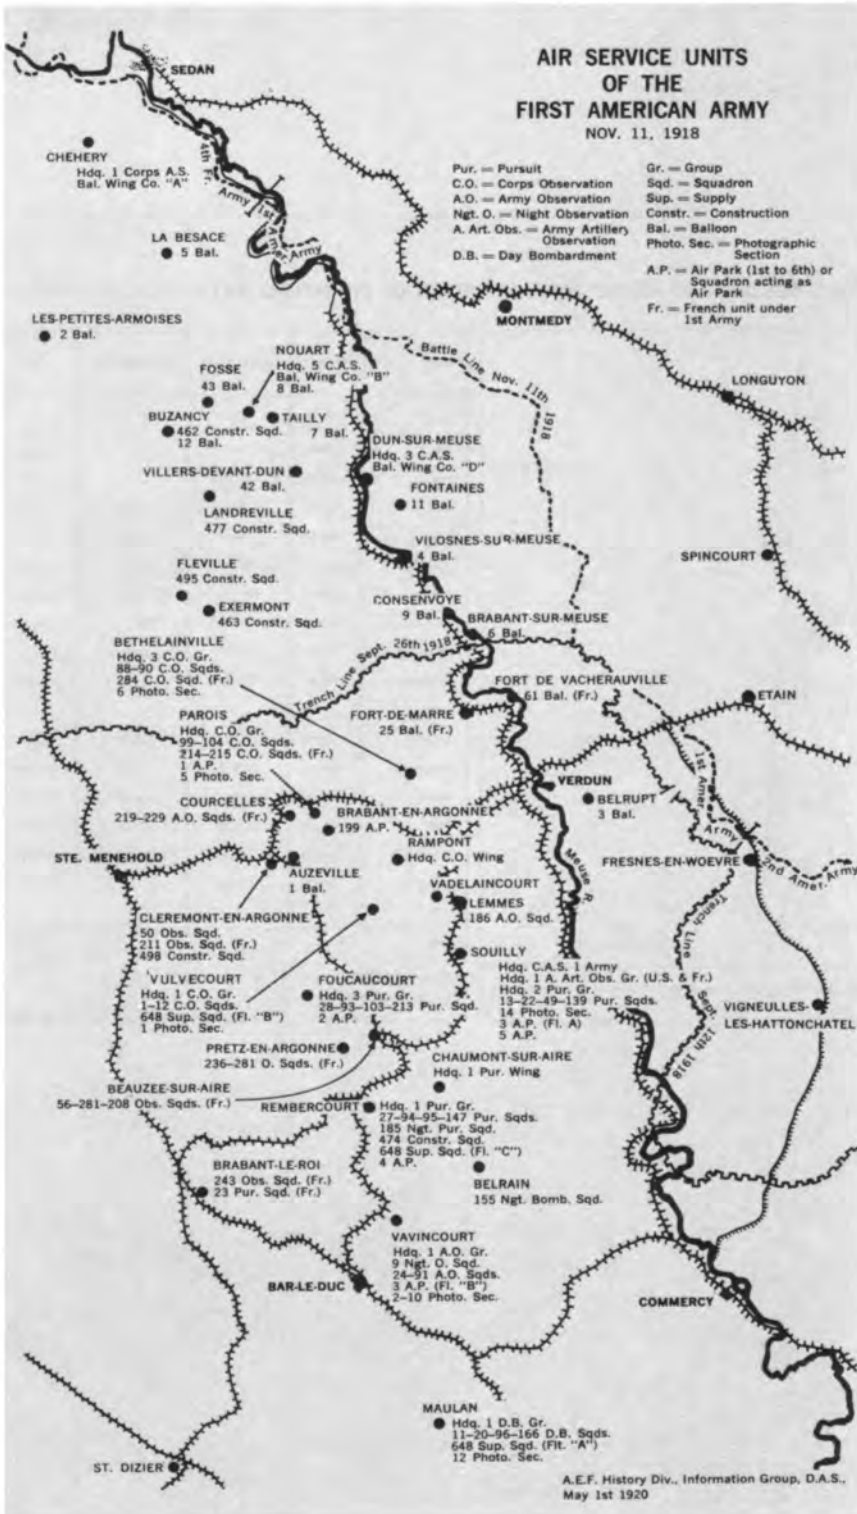 AIR SERVICE UNITS
OF THE
FIRST AMERICAN ARMY
NOV. 11, 1918
Pur. = Pursuit
C.O. = Corps Observation
A.O. = Army Observation
Ngt. O. = Night Observation
A. Art. Obs. = Army Artillery
Observation
D.B. = Day Bombardment
Gr. = Group
Sqd. = Squadron
Sup. = Supply
Constr. = Construction
Bal. = Balloon
Photo. Sec. = Photographic
Section
A.P. = Air Park (1st to 6th) or
Squadron acting as
Air Park
Fr. = French unit under
1st Army
SEDAN
CHEHERY
Hdq. 1 Corps A.S.
Bal. Wing Co. "A"
4th Fr. Army
1st Amer. Army
LA BESACE
5 Bal.
LES-PETITES-ARMOISES
2 Bal.
MONTMEDY
LONGUYON
Battle Line Nov. 11th 1918
NOUART
Hdq. 5 C.A.S.
Bal. Wing Co. "B"
8 Bal.
FOSSE
43 Bal.
BUZANCY
462 Constr. Sqd.
12 Bal.
TAILLY
7 Bal.
DUN-SUR-MEUSE
Hdq. 3 C.A.S.
Bal. Wing Co. "D"
VILLERS-DEVANT-DUN
42 Bal.
FONTAINES
11 Bal.
LANDREVILLE
477 Constr. Sqd.
VILOSNES-SUR-MEUSE
4 Bal.
SPINCOURT
FLEVILLE
495 Constr. Sqd.
EXERMONT
463 Constr. Sqd.
CONSENVOYE
9 Bal.
BRABANT-SUR-MEUSE
6 Bal.
BETHELAINVILLE
Hdq. 3 C.O. Gr.
88-90 C.O. Sqds.
284 C.O. Sqd. (Fr.)
6 Photo. Sec.
Trench Line Sept. 26th 1918
FORT DE VACHERAUVILLE
61 Bal. (Fr.)
ETAIN
FORT-DE-MARRE
25 Bal. (Fr.)
PAROIS
Hdq. C.O. Gr.
99-104 C.O. Sqds.
214-215 C.O. Sqds. (Fr.)
1 A.P.
5 Photo. Sec.
VERDUN
BELRUPT
3 Bal.
1st Amer. Army
2nd Amer. Army
COURCELLES
219-229 A.O. Sqds. (Fr.)
BRABANT-EN-ARGONNE
199 A.P.
RAMPONT
Hdq. C.O. Wing
STE. MENEHOLD
AUZEVILLE
1 Bal.
FRESNES-EN-WOEVRE
Meuse R.
VADELAINCOURT
LEMMES
186 A.O. Sqd.
CLEREMONT-EN-ARGONNE
50 Obs. Sqd.
211 Obs. Sqd. (Fr.)
498 Constr. Sqd.
SOUILLY
Hdq. C.A.S. 1 Army
Hdq. 1 A. Art. Obs. Gr. (U.S. & Fr.)
Hdq. 2 Pur. Gr.
13-22-49-139 Pur. Sqds.
14 Photo. Sec.
3 A.P. (Fl. A)
5 A.P.
Trench Line Sept 12th 1918
VULVECOURT
Hdq. 1 C.O. Gr.
1-12 C.O. Sqds.
648 Sup. Sqd. (Fl. "B")
1 Photo. Sec.
FOUCAUCOURT
Hdq. 3 Pur. Gr.
28-93-103-213 Pur. Sqd.
2 A.P.
VIGNEULLES-
LES-HATTONCHATEL
PRETZ-EN-ARGONNE
236-281 O. Sqds. (Fr.)
CHAUMONT-SUR-AIRE
Hdq. 1 Pur. Wing
BEAUZEE-SUR-AIRE
56-281-208 Obs. Sqds. (Fr.)
REMBERCOURT
Hdq. 1 Pur. Gr.
27-94-95-147 Pur. Sqds.
185 Ngt. Pur. Sqd.
474 Constr. Sqd.
648 Sup. Sqd. (Fl. "C")
4 A.P.
BRABANT-LE-ROI
243 Obs. Sqd. (Fr.)
23 Pur. Sqd. (Fr.)
BELRAIN
155 Ngt. Bomb. Sqd.
VAVINCOURT
Hdq. 1 A.O. Gr.
9 Ngt. O. Sqd.
24-91 A.O. Sqds.
3 A.P. (Fl. "B")
2-10 Photo. Sec.
BAR-LE-DUC
COMMERCY
MAULAN
Hdq. 1 D.B. Gr.
11-20-96-166 D.B. Sqds.
648 Sup. Sqd. (Flt. "A")
12 Photo. Sec.
ST. DIZIER
A.E.F. History Div., Information Group, D.A.S.,
May 1st 1920